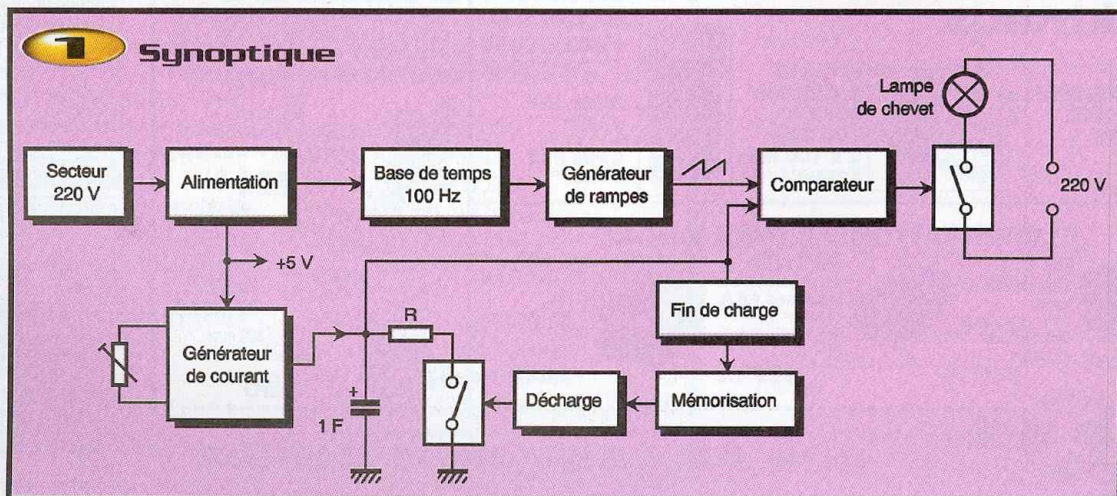 1 Synoptique
Lampe
de chevet
Secteur
220 V
Alimentation
Base de temps
100 Hz
Générateur
de rampes
Comparateur
220 V
+5 V
Générateur
de courant
R
+
1 F
Fin de charge
Décharge
Mémorisation